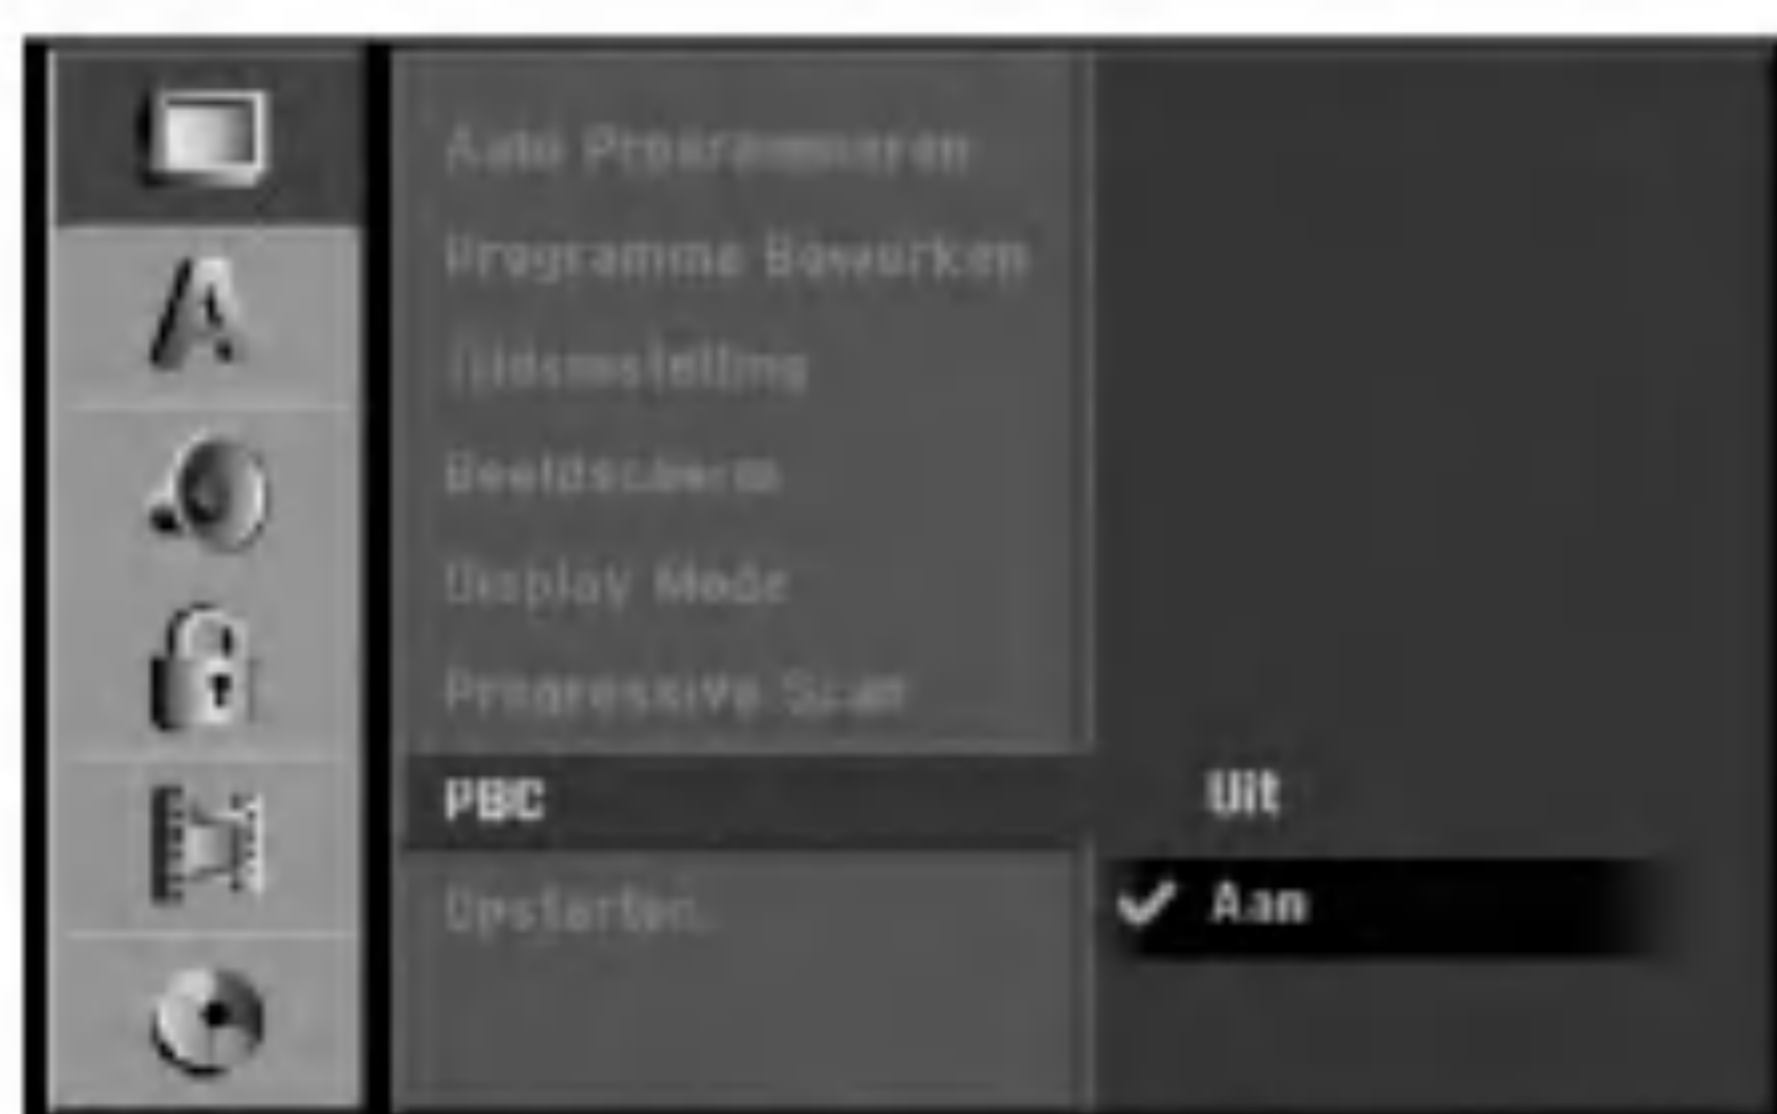 Auto Programmeren
Programma Bewerken
Tijdsinstelling
Beeldscherm
Display Mode
Progressive Scan
PBC
Uit
Opstarten
Aan